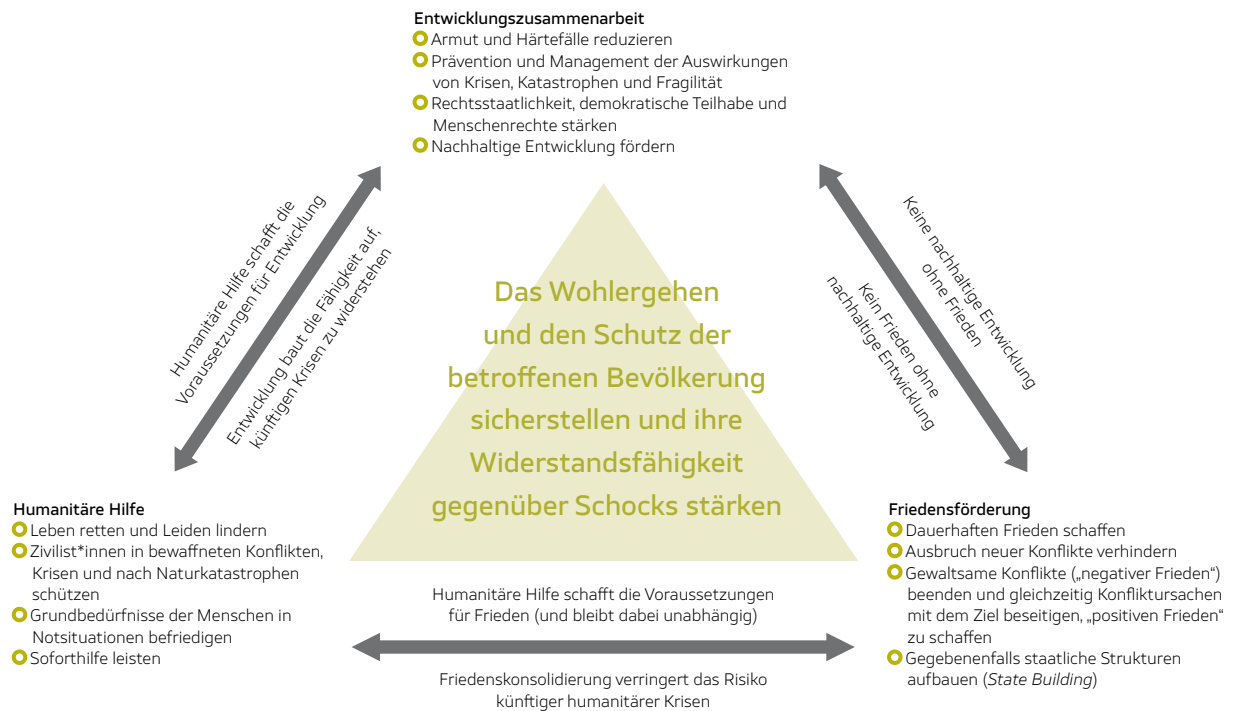 Entwicklungszusammenarbeit
Armut und Härtefälle reduzieren
Prävention und Management der Auswirkungen
von Krisen, Katastrophen und Fragilität
Rechtsstaatlichkeit, demokratische Teilhabe und
Menschenrechte stärken
Nachhaltige Entwicklung fördern
Humanitäre Hilfe schafft die
Voraussetzungen für Entwicklung
Entwicklung baut die Fähigkeit auf,
künftigen Krisen zu widerstehen
Keine nachhaltige Entwicklung
ohne Frieden
Kein Frieden ohne
nachhaltige Entwicklung
Das Wohlergehen
und den Schutz der
betroffenen Bevölkerung
sicherstellen und ihre
Widerstandsfähigkeit
gegenüber Schocks stärken
Humanitäre Hilfe
Leben retten und Leiden lindern
Zivilist*innen in bewaffneten Konflikten,
Krisen und nach Naturkatastrophen
schützen
Grundbedürfnisse der Menschen in
Notsituationen befriedigen
Soforthilfe leisten
Humanitäre Hilfe schafft die Voraussetzungen
für Frieden (und bleibt dabei unabhängig)
Friedenskonsolidierung verringert das Risiko
künftiger humanitärer Krisen
Friedensförderung
Dauerhaften Frieden schaffen
Ausbruch neuer Konflikte verhindern
Gewaltsame Konflikte („negativer Frieden“)
beenden und gleichzeitig Konfliktursachen
mit dem Ziel beseitigen, „positiven Frieden“
zu schaffen
Gegebenenfalls staatliche Strukturen
aufbauen (State Building)